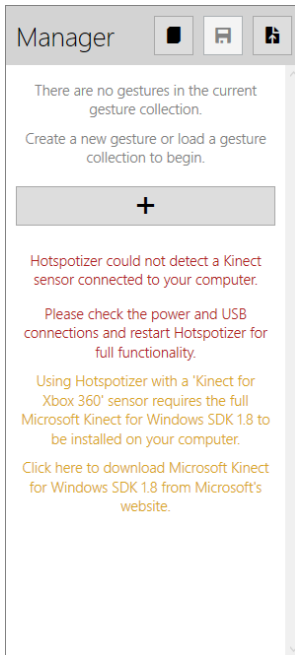 Manager
There are no gestures in the current
gesture collection.
Create a new gesture or load a gesture
collection to begin.
+
Hotspotizer could not detect a Kinect
sensor connected to your computer.
Please check the power and USB
connections and restart Hotspotizer for
full functionality.
Using Hotspotizer with a 'Kinect for
Xbox 360' sensor requires the full
Microsoft Kinect for Windows SDK 1.8 to
be installed on your computer.
Click here to download Microsoft Kinect
for Windows SDK 1.8 from Microsoft's
website.